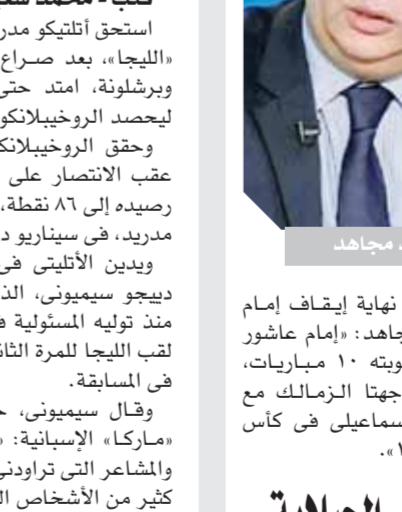 استحق أتلتيكو مدر
«الليجا»، بعد صراع
وبرشلونة، امتد حتى
ليحصد الروخيبلانكو
وحقق الروخيبلانك
عقب الانتصار على
رصيده إلى ٨٦ نقطة،
مدريد، فى سيناريو د
ويدين الأتليتى فى
دييجو سيميونى، الذ
منذ توليه المسئولية ف
لقب الليجا للمرة الثان
فى المسابقة.
وقال سيميونى، ح
«ماركا» الإسبانية: «
والمشاعر التى تراودنى
كثير من الأشخاص ال
مجاهد
نهاية إيقاف إمام
جاهد: «إمام عاشور
وبته ١٠ مباريات،
جهتا الزمالك مع
سماعيلى فى كأس